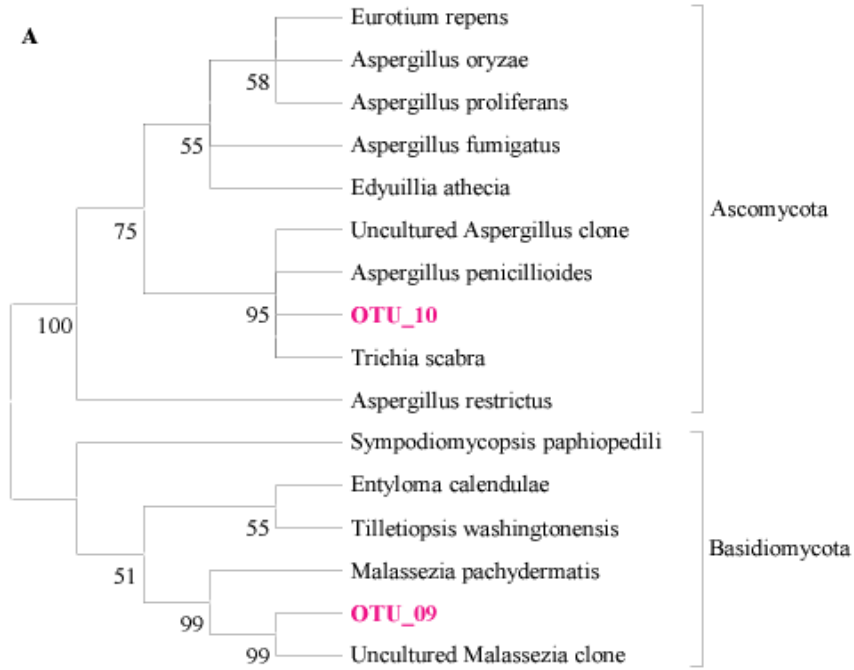 A
Eurotium repens
Aspergillus oryzae
58
Aspergillus proliferans
Aspergillus fumigatus
55
Edyuillia athecia
Ascomycota
Uncultured Aspergillus clone
75
Aspergillus penicillioides
OTU_10
95
100
Trichia scabra
Aspergillus restrictus
Sympodiomycopsis paphiopedili
Entyloma calendulae
55
Tilletiopsis washingtonensis
Basidiomycota
51
Malassezia pachydermatis
OTU_09
99
99
Uncultured Malassezia clone